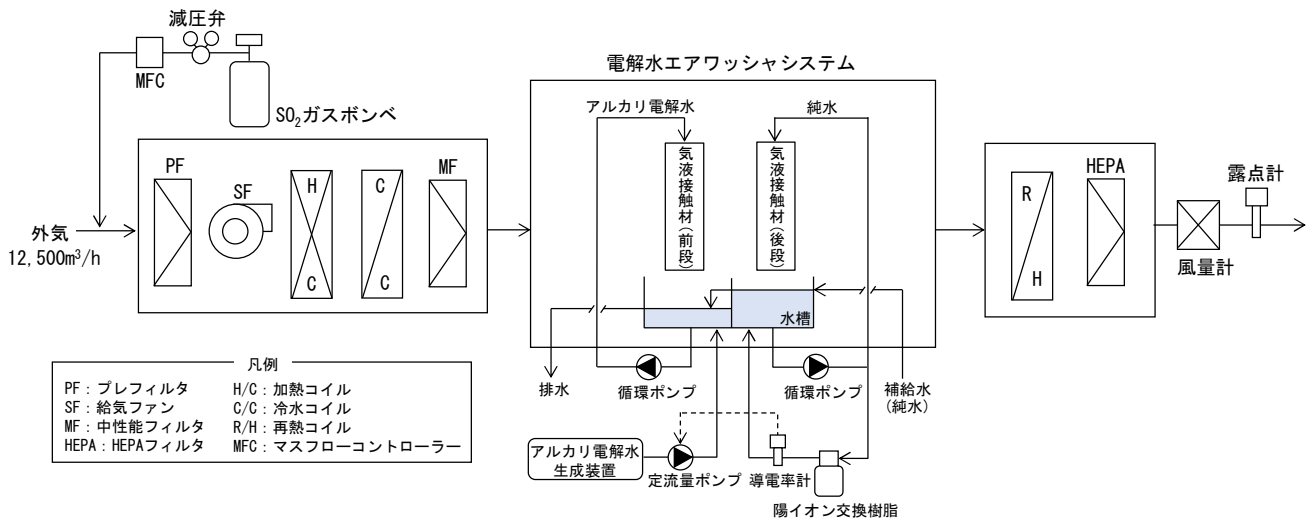 減圧弁
MFC
SO₂ガスボンベ
外気
12,500m³/h
PF
SF
H
C
C
C
MF
電解水エアワッシャシステム
アルカリ電解水
純水
気液接触材(前段)
気液接触材(後段)
水槽
排水
循環ポンプ
循環ポンプ
補給水
(純水)
アルカリ電解水
生成装置
定流量ポンプ
導電率計
陽イオン交換樹脂
R
H
HEPA
風量計
露点計
凡例
PF:プレフィルタ
SF:給気ファン
MF:中性能フィルタ
HEPA:HEPAフィルタ
H/C:加熱コイル
C/C:冷水コイル
R/H:再熱コイル
MFC:マスフローコントローラー